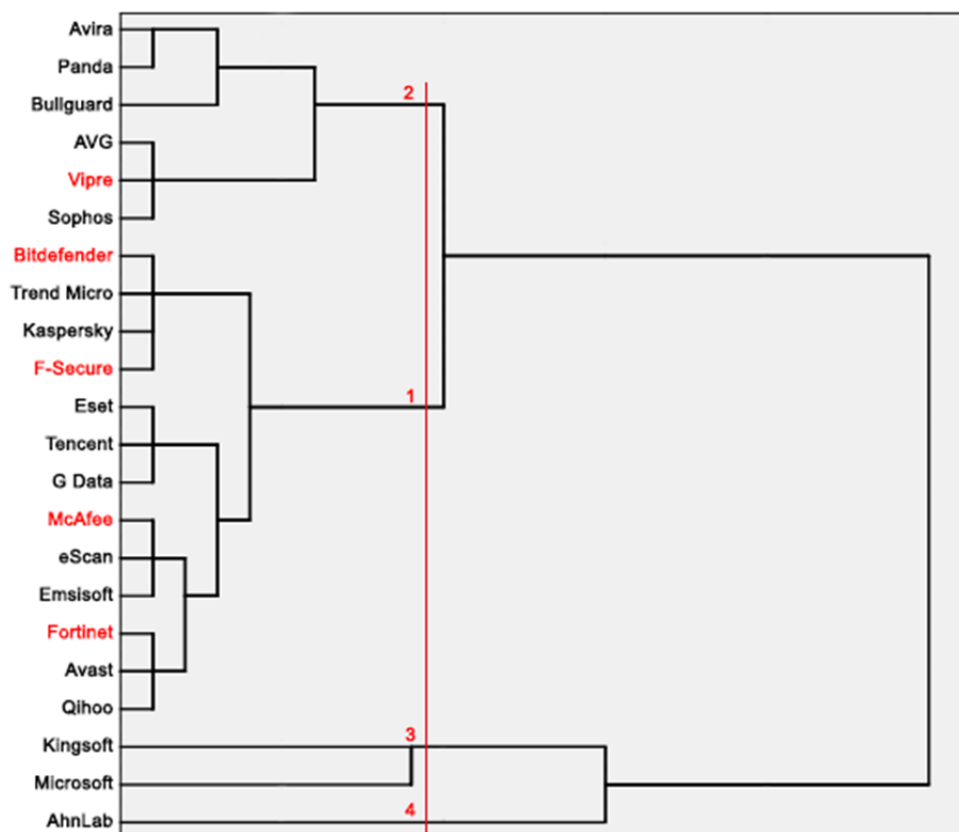 Avira
Panda
Bullguard
2
AVG
Vipre
Sophos
Bitdefender
Trend Micro
Kaspersky
F-Secure
Eset
1
Tencent
G Data
McAfee
eScan
Emsisoft
Fortinet
Avast
Qihoo
Kingsoft
3
Microsoft
AhnLab
4